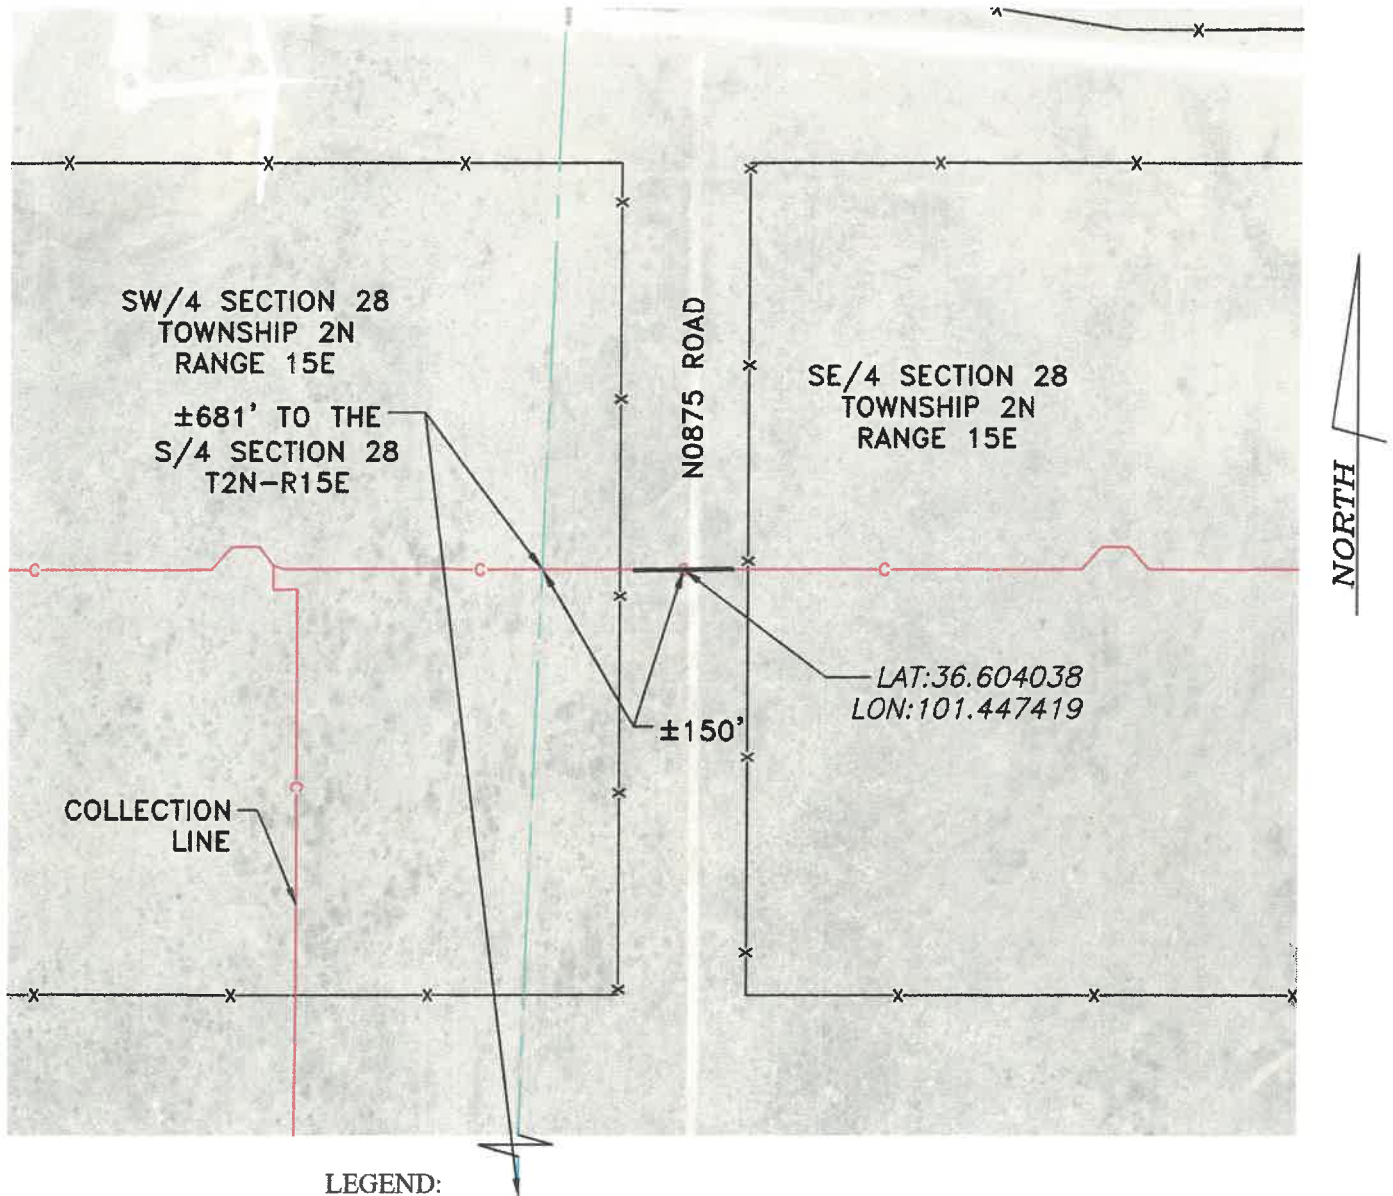 SW/4 SECTION 28
TOWNSHIP 2N
RANGE 15E
±681' TO THE
S/4 SECTION 28
T2N-R15E
N0875 ROAD
SE/4 SECTION 28
TOWNSHIP 2N
RANGE 15E
NORTH
C
C
C
LAT:36.604038
LON:101.447419
±150'
C
COLLECTION
LINE
LEGEND: